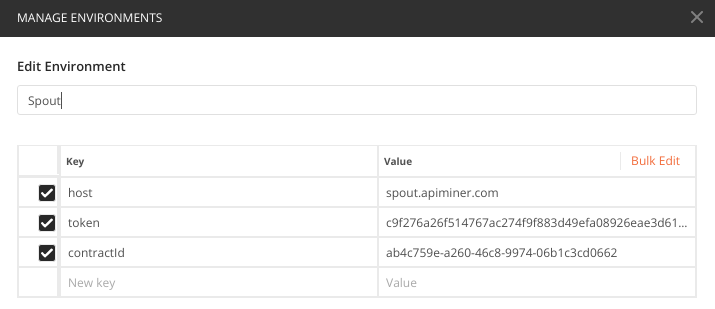 MANAGE ENVIRONMENTS
Edit Environment
Spout
Key Value Bulk Edit
host spout.apiminer.com
token c9f276a26f514767ac274f9f883d49efa08926eae3d61...
contractId ab4c759e-a260-46c8-9974-06b1c3cd0662
New key Value